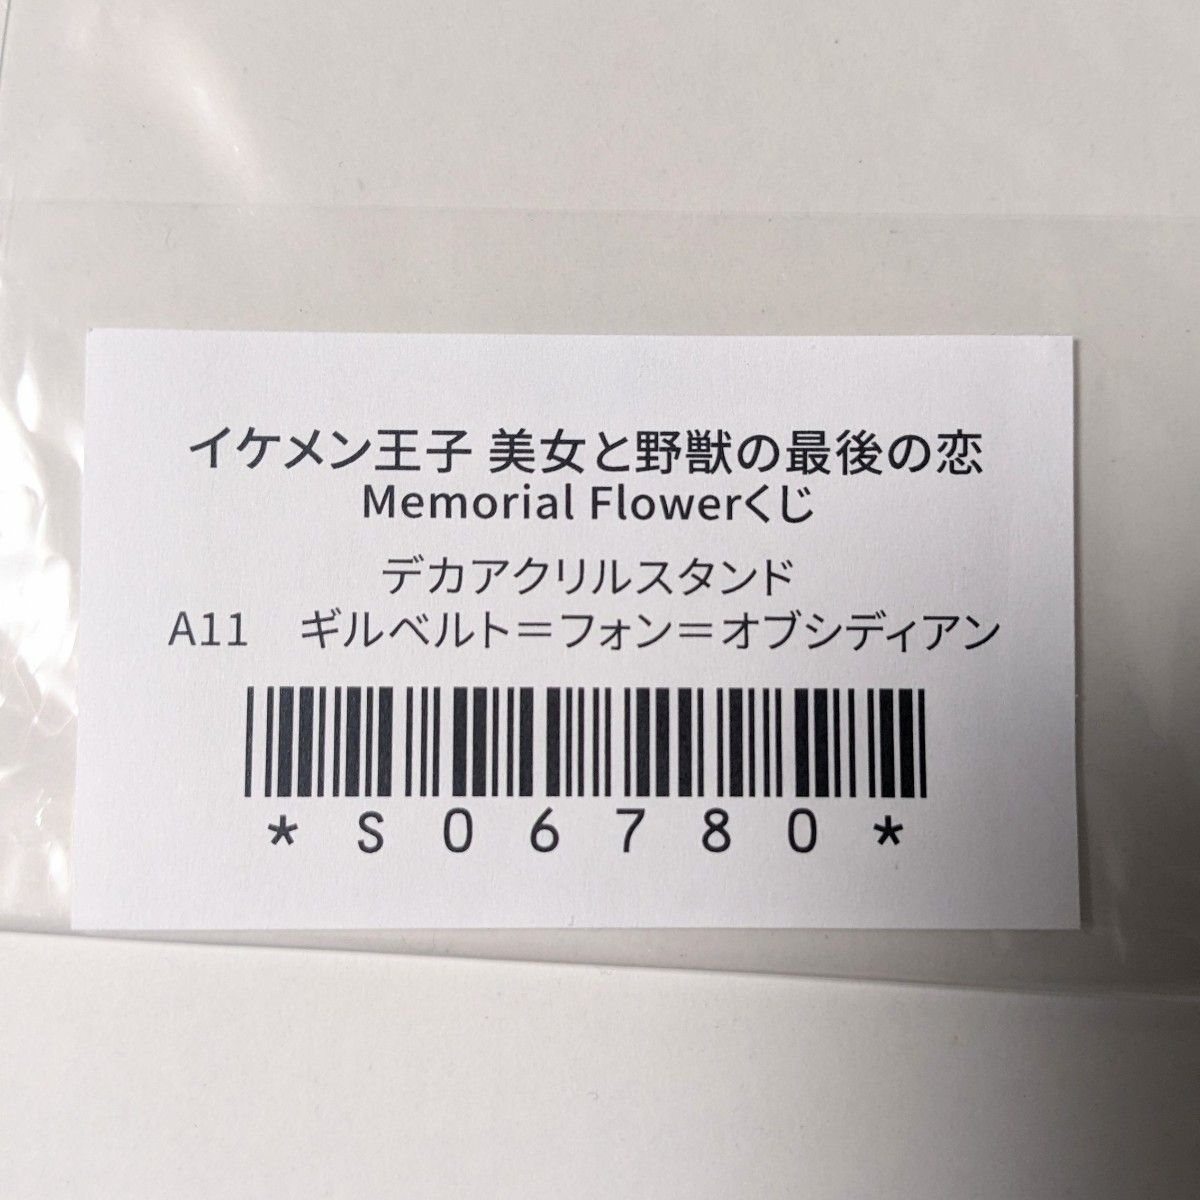 イケメン王子 美女と野獣の最後の恋
Memorial Flowerくじ
デカアクリルスタンド
A11　ギルベルト＝フォン＝オブシディアン
*S06780*